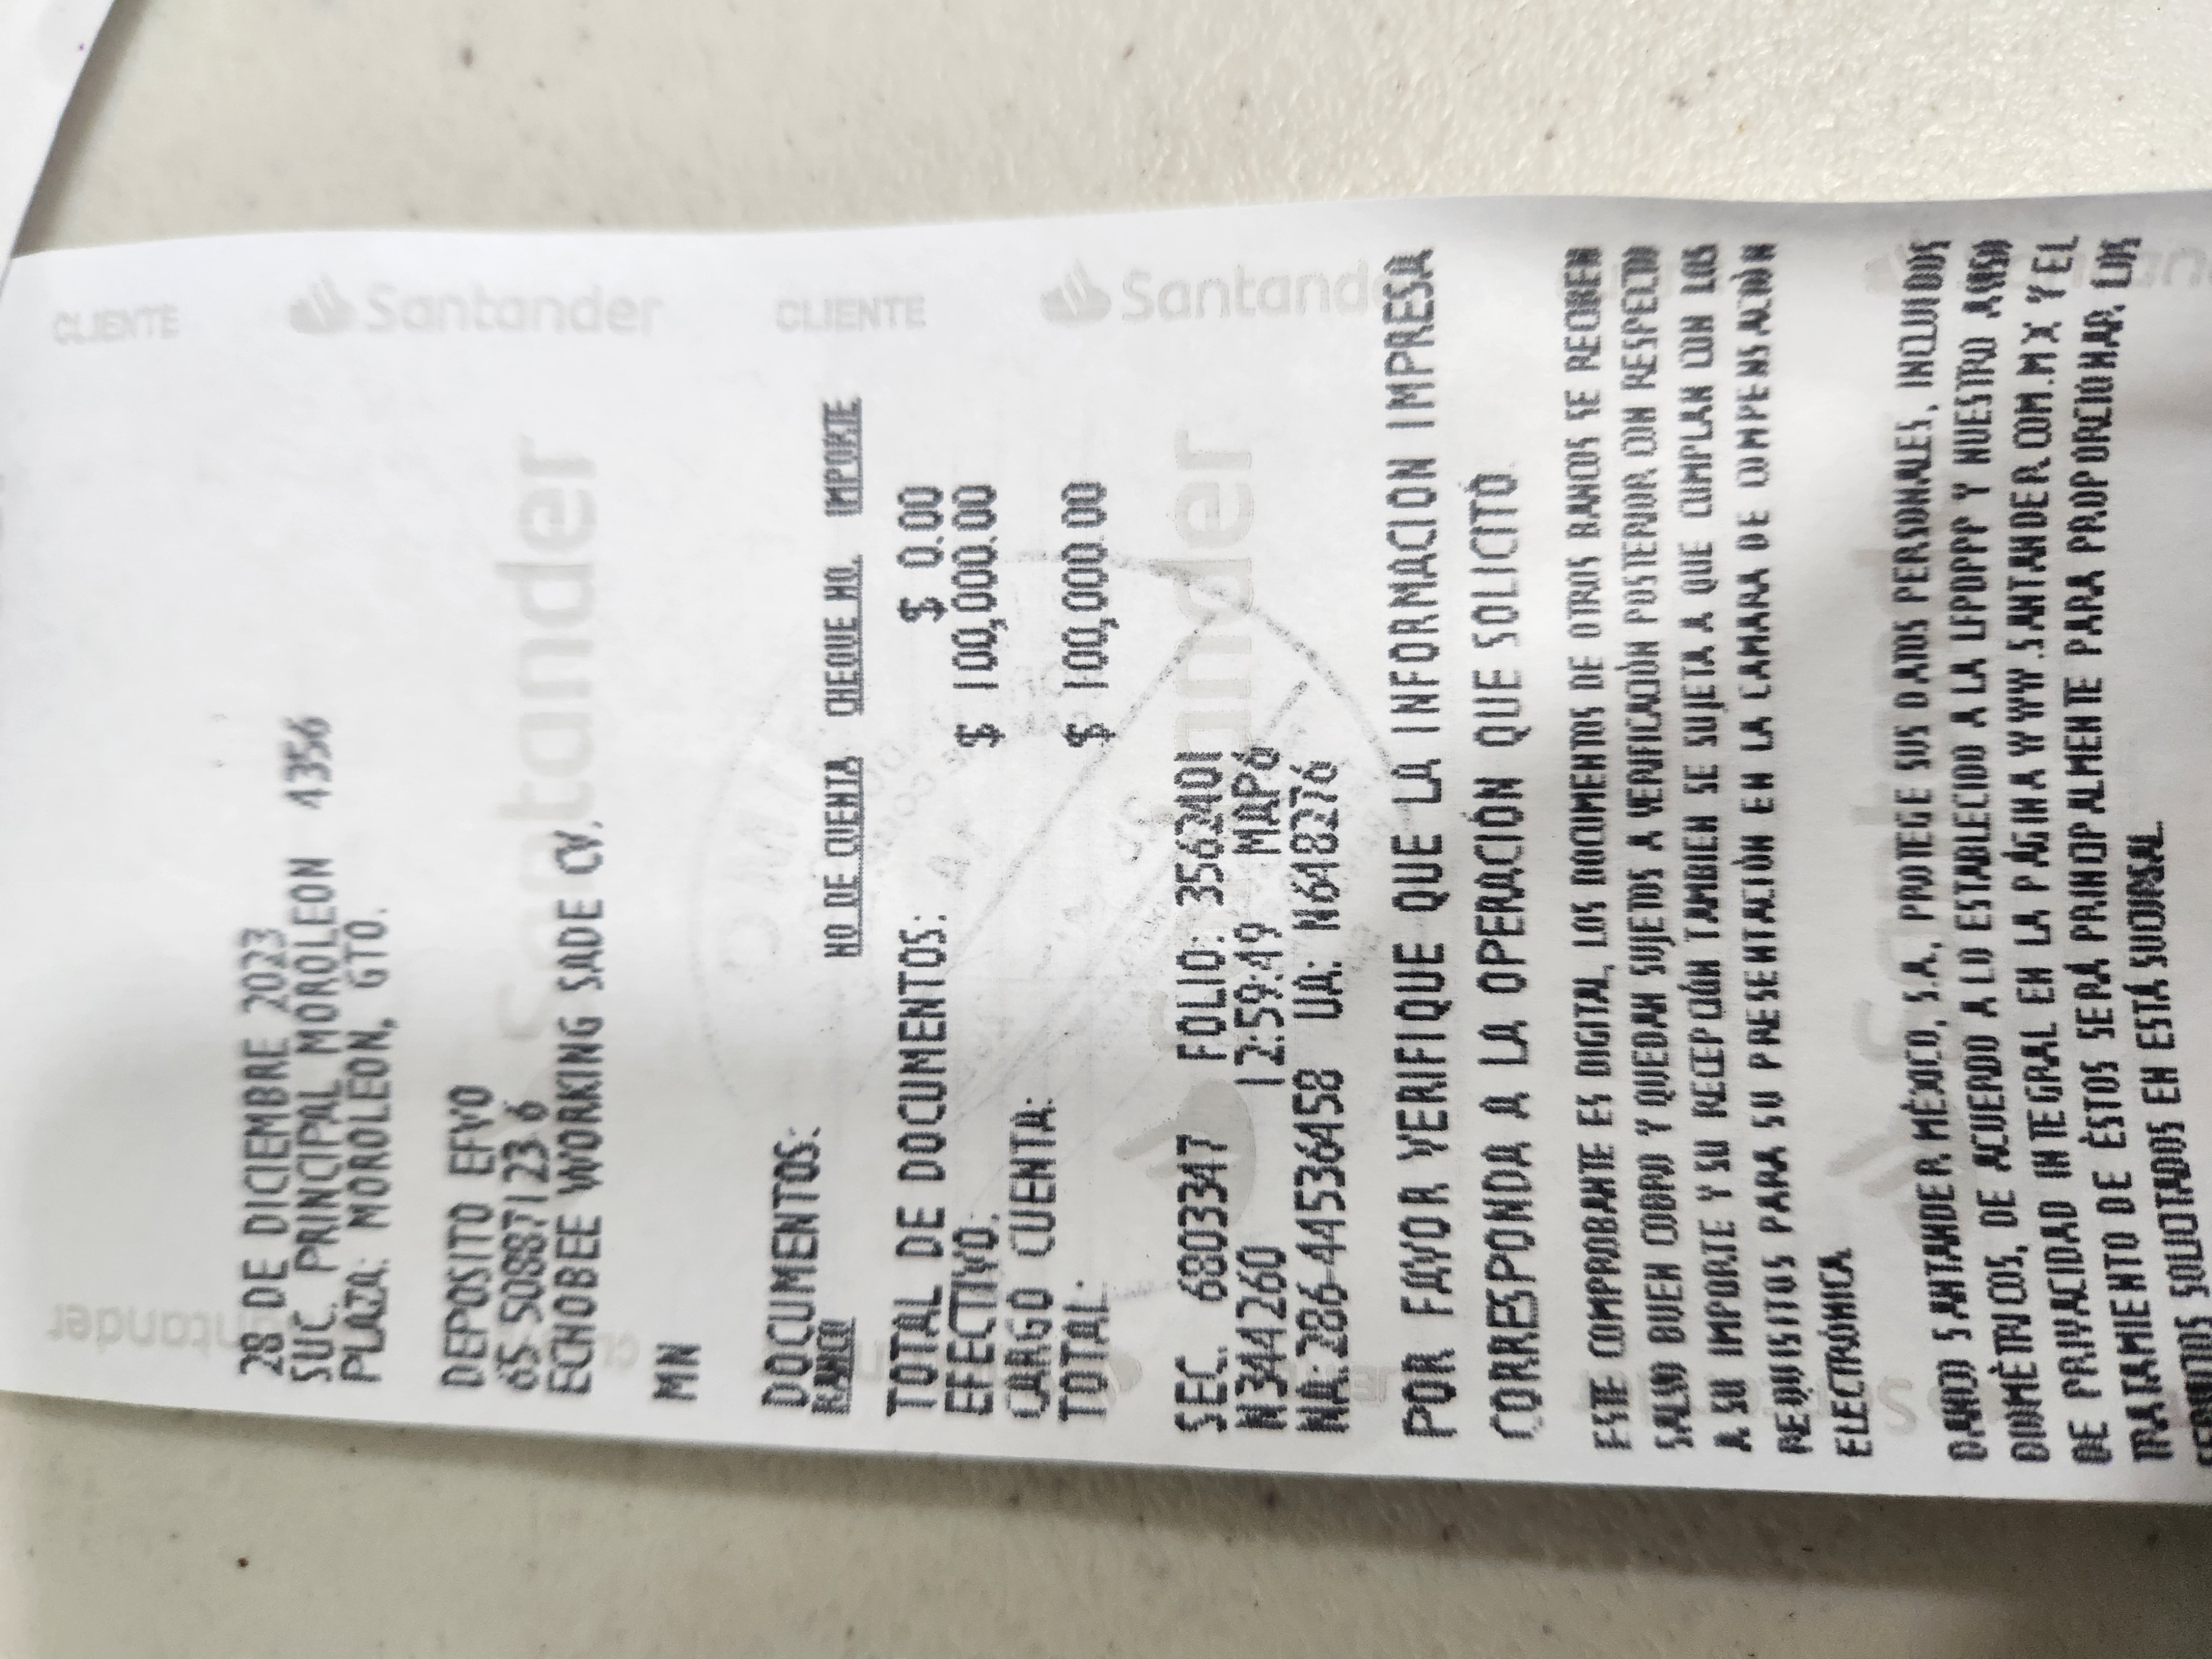 CLIENTE Santander CLIENTE Santander
28 DE DICIEMBRE 2023
SUC. PRINCIPAL MOROLEON 4356
PLAZA: MOROLEON, GTO.
DEPOSITO EFVO
65-50887123-6
ECHOBEE WORKING SADE CV,
Santander
MN
DOCUMENTOS:
BANCO NO DE CUENTA CHEQUE NO. IMPORTE
TOTAL DE DOCUMENTOS: $ 0.00
EFECTIVO: $ 100,000.00
CARGO CUENTA:
TOTAL: $ 100,000.00
SEC. 6803347 FOLIO: 3562401
N344260 12:59:49 MAP6
NA:286-445364458 UA: N648276
Santander
POR FAVOR VERIFIQUE QUE LA INFORMACION IMPRESA
CORRESPONDA A LA OPERACIÓN QUE SOLICITÓ.
ESTE COMPROBANTE ES DIGITAL, LOS DOCUMENTOS DE OTROS BANCOS SE RECIBEN
SALVO BUEN COBRO Y QUEDAN SUJETOS A VERIFICACIÓN POSTERIOR CON RESPECTO
A SU IMPORTE Y SU RECEPCIÓN TAMBIEN SE SUJETA A QUE CUMPLAN CON LOS
REQUISITOS PARA SU PRESENTACIÓN EN LA CAMARA DE COMPENSACIÓN
ELECTRÓNICA.
BANCO SANTANDER MÉXICO, S.A. PROTEGE SUS DATOS PERSONALES, INCLUIDOS
BIOMÉTRICOS, DE ACUERDO A LO ESTABLECIDO A LA LFPDPPP Y NUESTRO AVISO
DE PRIVACIDAD INTEGRAL EN LA PÁGINA WWW.SANTANDER.COM.MX Y EL
TRATAMIENTO DE ÉSTOS SERÁ PRINCIPALMENTE PARA PROPORCIONAR LOS
SERVICIOS SOLICITADOS EN ESTÁ SUCURSAL.